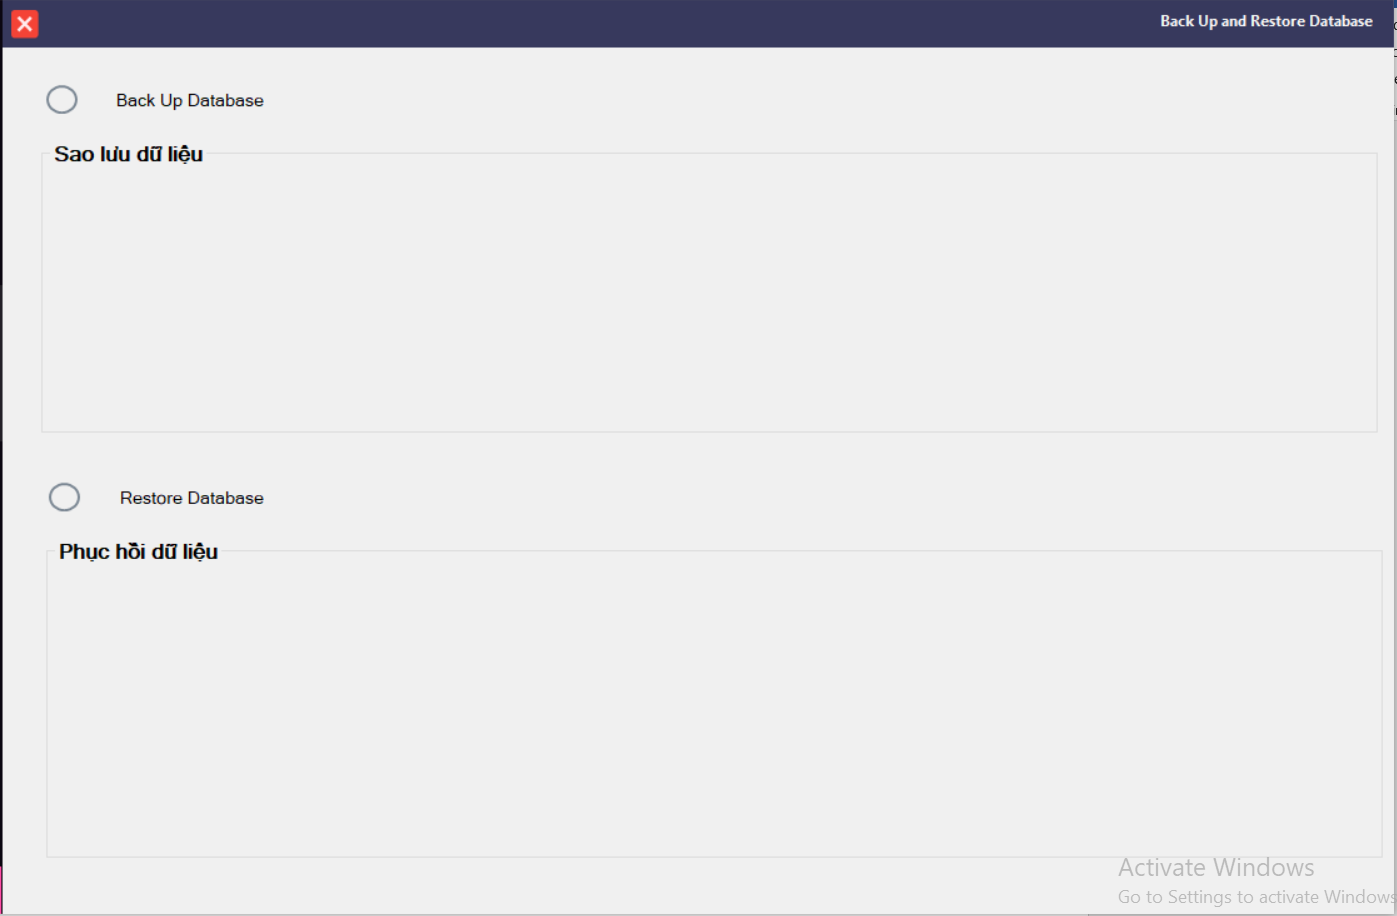 Back Up and Restore Database
Back Up Database
Sao lưu dữ liệu
Restore Database
Phục hồi dữ liệu
Activate Windows
Go to Settings to activate Windows